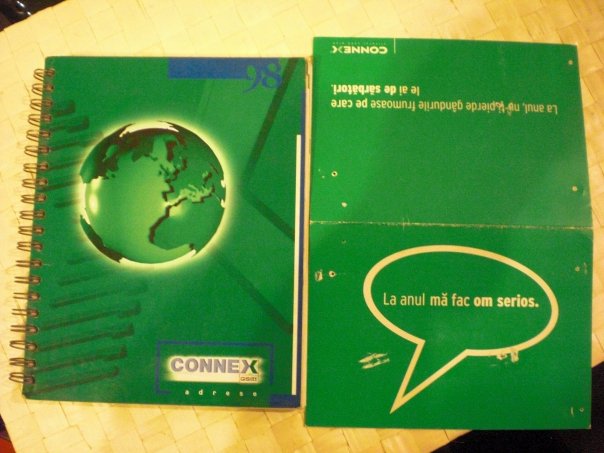 '98
CONNEX
GSM
adrese
CONNEX
La anul, nu-ți pierde gândurile frumoase pe care
le ai de sărbători.
La anul mă fac om serios.